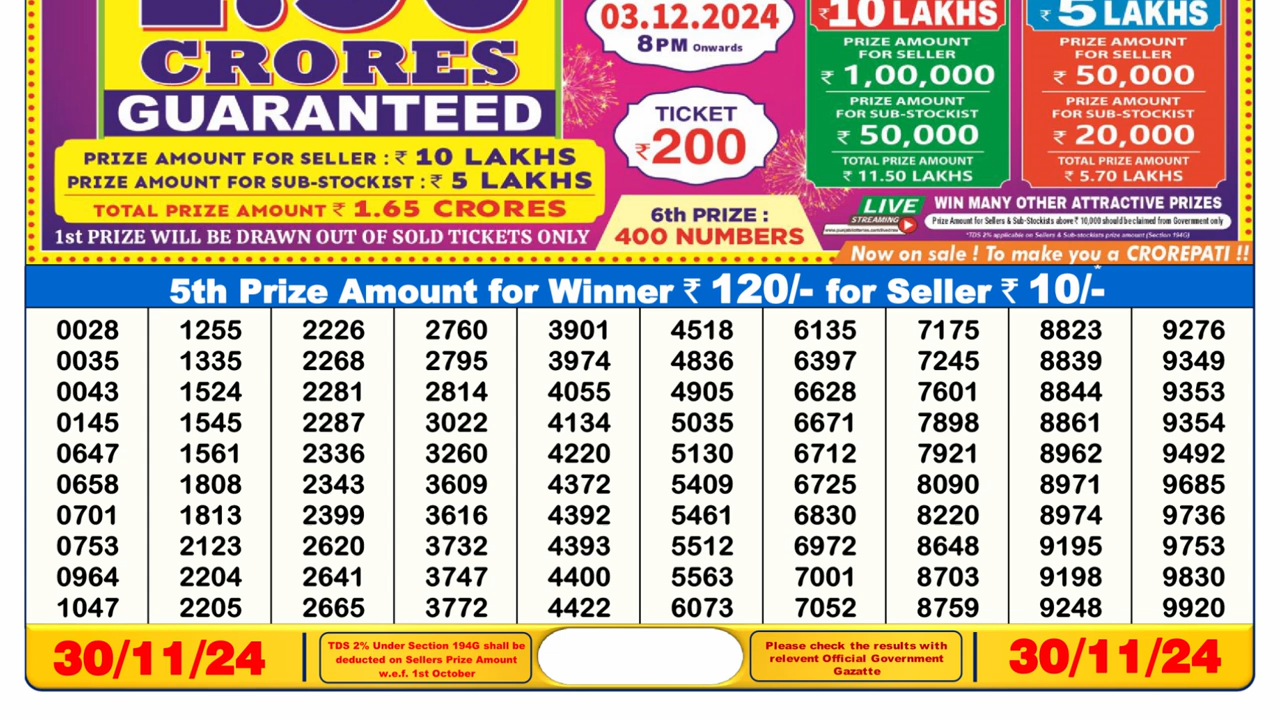 CRORES
GUARANTEED
PRIZE AMOUNT FOR SELLER : ₹ 10 LAKHS
PRIZE AMOUNT FOR SUB-STOCKIST : ₹ 5 LAKHS
TOTAL PRIZE AMOUNT ₹ 1.65 CRORES
1st PRIZE WILL BE DRAWN OUT OF SOLD TICKETS ONLY
03.12.2024
8PM Onwards
TICKET
₹200
6th PRIZE :
400 NUMBERS
₹10 LAKHS
PRIZE AMOUNT
FOR SELLER
₹ 1,00,000
PRIZE AMOUNT
FOR SUB-STOCKIST
₹ 50,000
TOTAL PRIZE AMOUNT
₹ 11.50 LAKHS
₹ 5 LAKHS
PRIZE AMOUNT
FOR SELLER
₹ 50,000
PRIZE AMOUNT
FOR SUB-STOCKIST
₹ 20,000
TOTAL PRIZE AMOUNT
₹ 5.70 LAKHS
LIVE
STREAMING
WIN MANY OTHER ATTRACTIVE PRIZES
Prize Amount for Sellers & Sub-Stockists above ₹ 10,000 should be claimed from Government only
*TDS 2% applicable on Sellers & Sub-stockists prize amount (Section 194G)
Now on sale ! To make you a CROREPATI !!
5th Prize Amount for Winner ₹ 120/- for Seller ₹ 10/-*
0028 1255 2226 2760 3901 4518 6135 7175 8823 9276
0035 1335 2268 2795 3974 4836 6397 7245 8839 9349
0043 1524 2281 2814 4055 4905 6628 7601 8844 9353
0145 1545 2287 3022 4134 5035 6671 7898 8861 9354
0647 1561 2336 3260 4220 5130 6712 7921 8962 9492
0658 1808 2343 3609 4372 5409 6725 8090 8971 9685
0701 1813 2399 3616 4392 5461 6830 8220 8974 9736
0753 2123 2620 3732 4393 5512 6972 8648 9195 9753
0964 2204 2641 3747 4400 5563 7001 8703 9198 9830
1047 2205 2665 3772 4422 6073 7052 8759 9248 9920
30/11/24
TDS 2% Under Section 194G shall be
deducted on Sellers Prize Amount
w.e.f. 1st October
Please check the results with
relevent Official Government
Gazatte
30/11/24